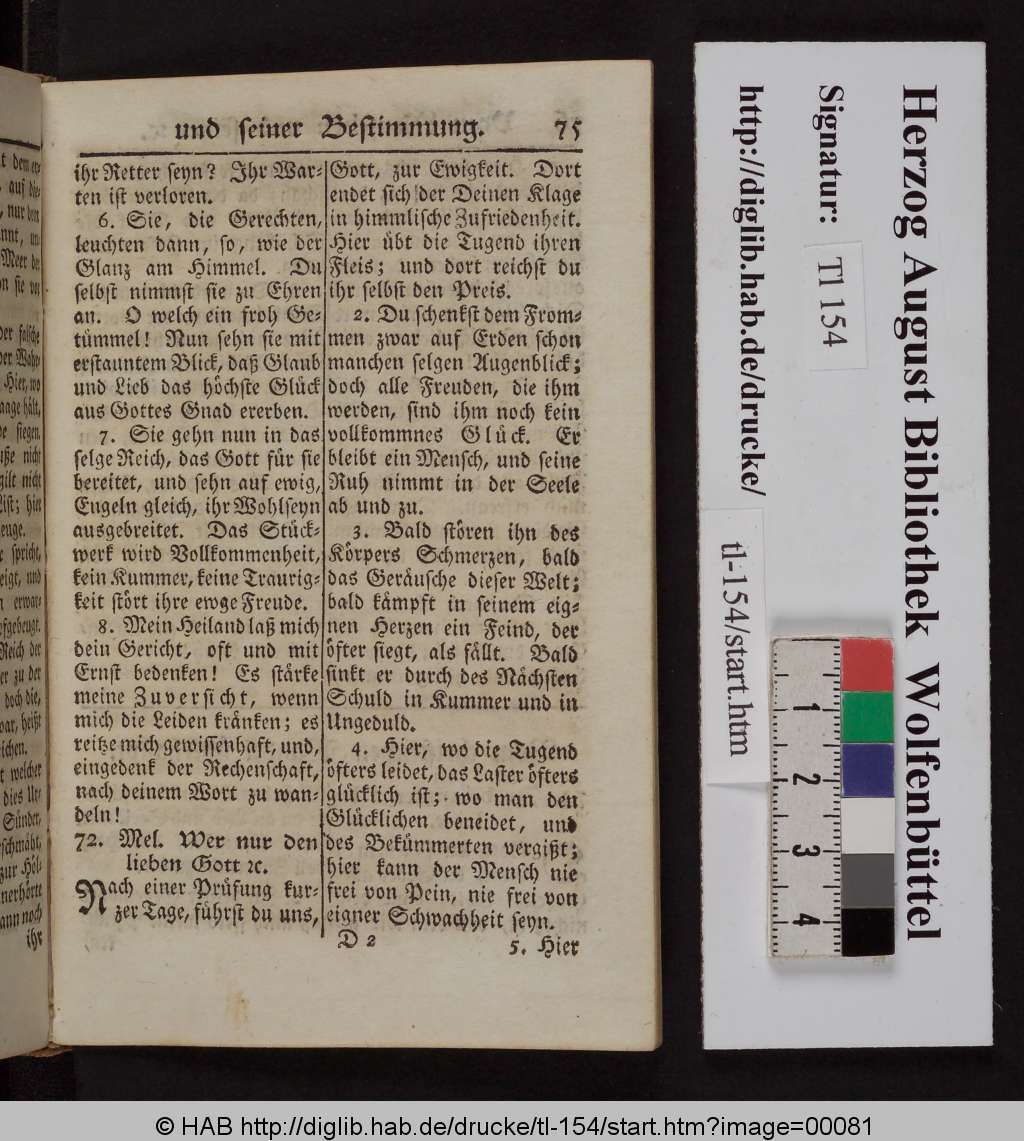 und seiner Bestimmung. 75
ihr Retter seyn? Ihr War-
ten ist verloren.
6. Sie, die Gerechten,
leuchten dann, so, wie der
Glanz am Himmel. Du
selbst nimmst sie zu Ehren
an. O welch ein froh Ge-
tümmel! Nun sehn sie mit
erstauntem Blick, daß Glaub
und Lieb das höchste Glück
aus Gottes Gnad ererben.
7. Sie gehn nun in das
selge Reich, das Gott für sie
bereitet, und sehn auf ewig,
Engeln gleich, ihr Wohlseyn
ausgebreitet. Das Stück-
werk wird Vollkommenheit,
kein Kummer, keine Traurig-
keit stört ihre ewge Freude.
8. Mein Heiland laß mich
dein Gericht, oft und mit
Ernst bedenken! Es stärke
meine Zuversicht, wenn
mich die Leiden kränken; es
reitze mich gewissenhaft, und,
eingedenk der Rechenschaft,
nach deinem Wort zu wan-
deln!
72. Mel. Wer nur den
lieben Gott ꝛc.
Nach einer Prüfung kur-
zer Tage, führst du uns,
Gott, zur Ewigkeit. Dort
endet sich der Deinen Klage
in himmlische Zufriedenheit.
Hier übt die Tugend ihren
Fleis; und dort reichst du
ihr selbst den Preis.
2. Du schenkst dem From-
men zwar auf Erden schon
manchen selgen Augenblick;
doch alle Freuden, die ihm
werden, sind ihm noch kein
vollkommnes Glück. Er
bleibt ein Mensch, und seine
Ruh nimmt in der Seele
ab und zu.
3. Bald stören ihn des
Körpers Schmerzen, bald
das Geräusche dieser Welt;
bald kämpft in seinem eig-
nen Herzen ein Feind, der
öfter siegt, als fällt. Bald
sinkt er durch des Nächsten
Schuld in Kummer und in
Ungeduld.
4. Hier, wo die Tugend
öfters leidet, das Laster öfters
glücklich ist; wo man den
Glücklichen beneidet, und
des Bekümmerten vergißt;
hier kann der Mensch nie
frei von Pein, nie frei von
eigner Schwachheit seyn.
D 2 5. Hier
Herzog August Bibliothek Wolfenbüttel
Signatur: Tl 154
http://diglib.hab.de/drucke/
tl-154/start.htm
1
2
3
4
© HAB http://diglib.hab.de/drucke/tl-154/start.htm?image=00081